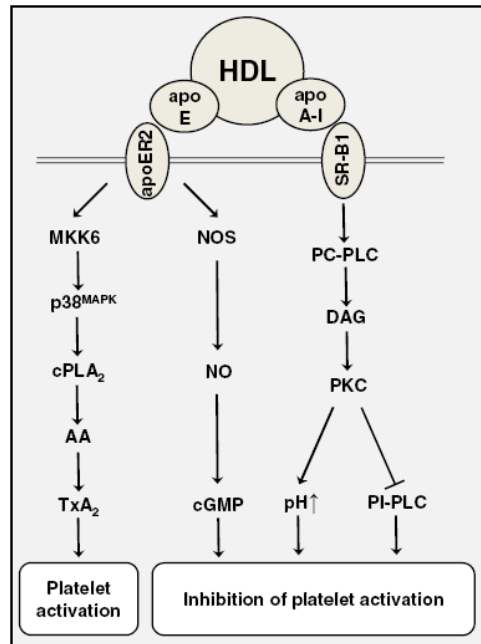 HDL
apo
E
apo
A-I
apoER2
SR-B1
MKK6
NOS
PC-PLC
p38ᴹᴬᴾᴷ
DAG
cPLA₂
NO
PKC
AA
TxA₂
cGMP
pH↑
PI-PLC
Platelet
activation
Inhibition of platelet activation